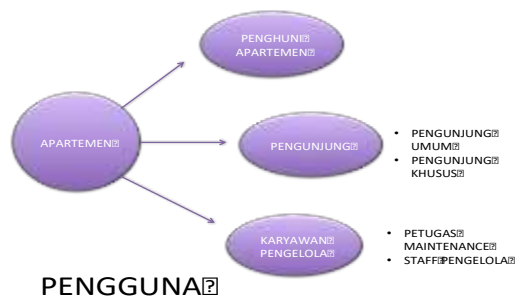 PENGHUNI
APARTEMEN
APARTEMEN
PENGUNJUNG
• PENGUNJUNG
UMUM
• PENGUNJUNG
KHUSUS
KARYAWAN
PENGELOLA
• PETUGAS
MAINTENANCE
• STAFF PENGELOLA
PENGGUNA